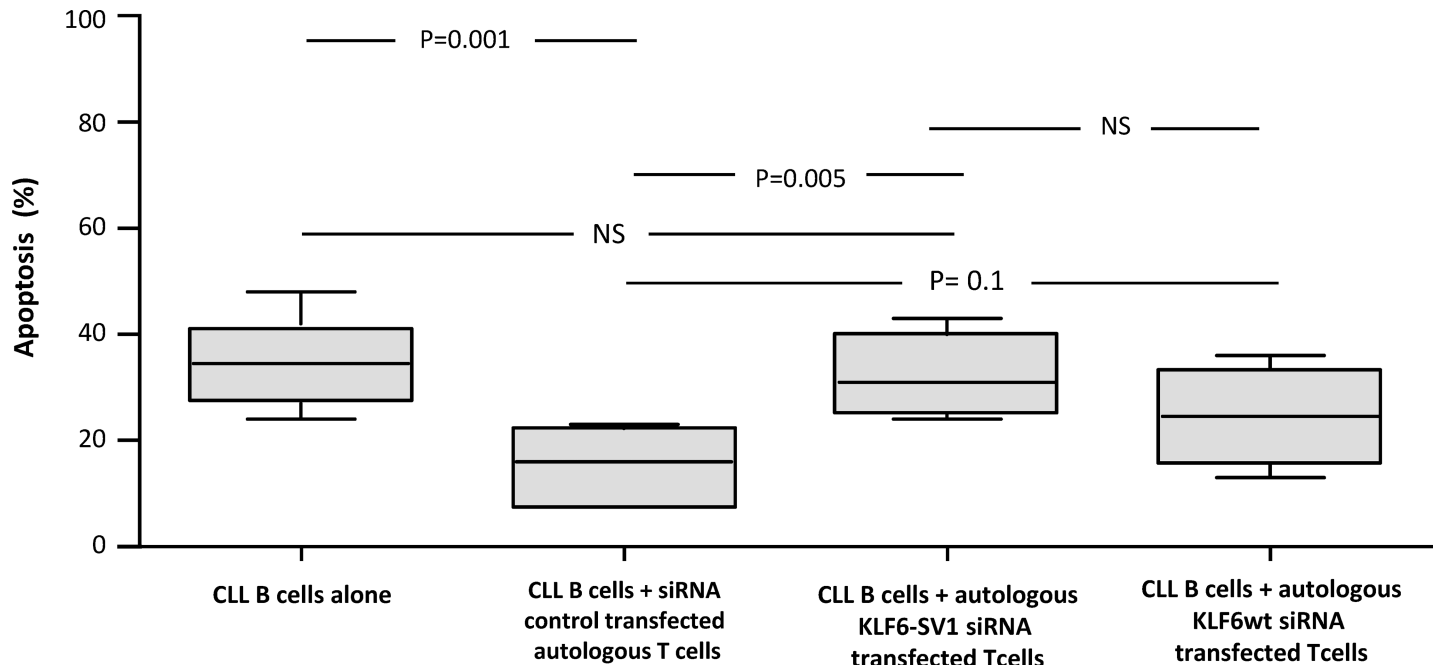 100
P=0.001
80
NS
P=0.005
60
NS
P= 0.1
40
20
0
Apoptosis (%)
CLL B cells alone
CLL B cells + siRNA
control transfected
autologous T cells
CLL B cells + autologous
KLF6-SV1 siRNA
transfected Tcells
CLL B cells + autologous
KLF6wt siRNA
transfected Tcells